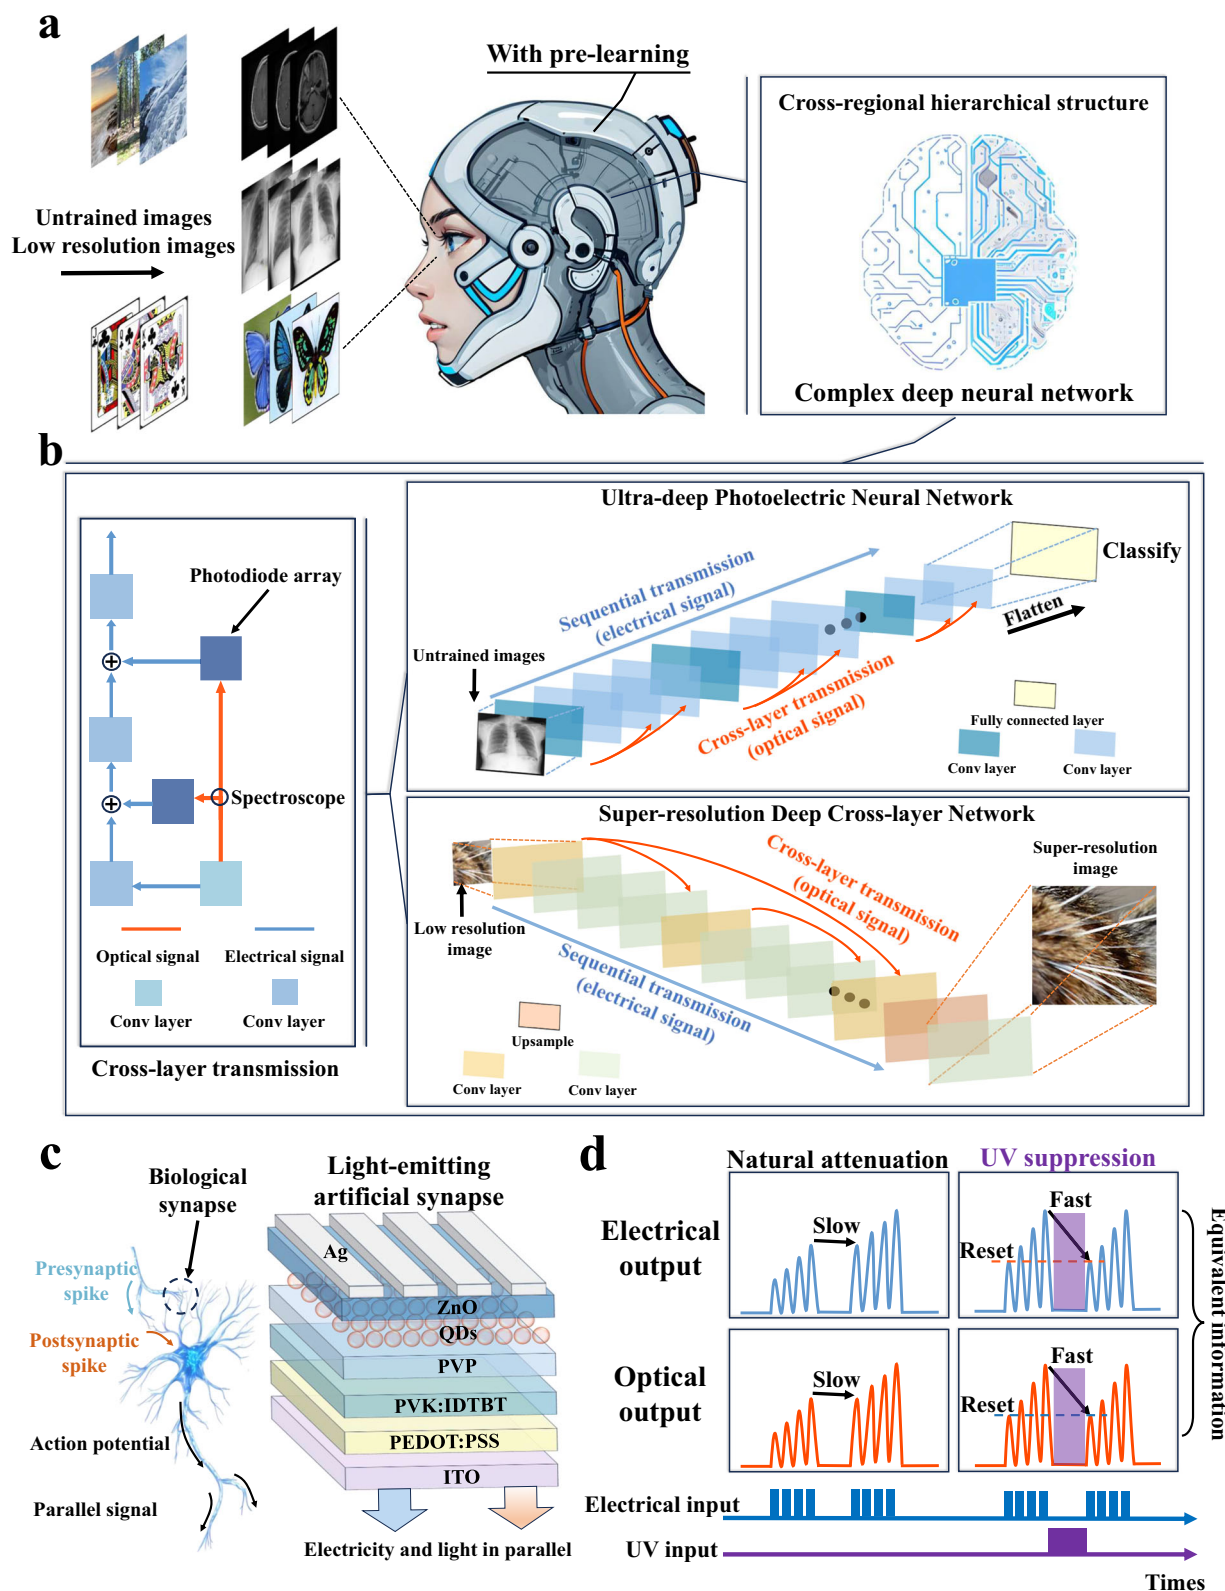 a
With pre-learning
Untrained images
Low resolution images
Cross-regional hierarchical structure
Complex deep neural network
b
Photodiode array
Spectroscope
Optical signal
Electrical signal
Conv layer
Conv layer
Cross-layer transmission
Ultra-deep Photoelectric Neural Network
Sequential transmission
(electrical signal)
Untrained images
Cross-layer transmission
(optical signal)
Classify
Flatten
Fully connected layer
Conv layer
Conv layer
Super-resolution Deep Cross-layer Network
Low resolution
image
Cross-layer transmission
(optical signal)
Sequential transmission
(electrical signal)
Super-resolution
image
Upsample
Conv layer
Conv layer
c
Biological
synapse
Presynaptic
spike
Postsynaptic
spike
Action potential
Parallel signal
Light-emitting
artificial synapse
Ag
ZnO
QDs
PVP
PVK:IDTBT
PEDOT:PSS
ITO
Electricity and light in parallel
d
Natural attenuation
UV suppression
Electrical
output
Slow
Fast
Reset
Optical
output
Slow
Fast
Reset
Equivalent information
Electrical input
UV input
Times